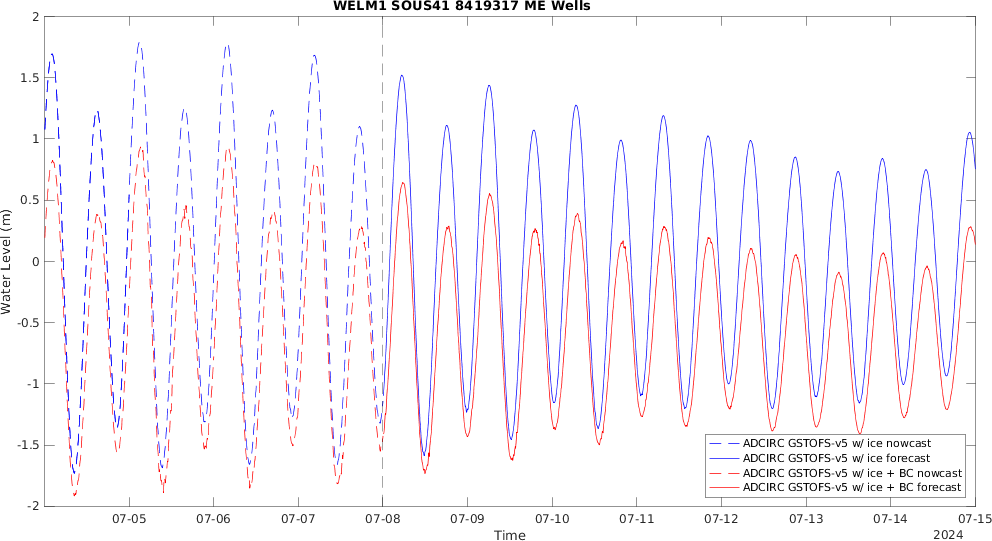 WELM1 SOUS41 8419317 ME Wells
2
1.5
1
0.5
0
-0.5
-1
-1.5
-2
Water Level (m)
ADCIRC GSTOFS-v5 w/ ice nowcast
ADCIRC GSTOFS-v5 w/ ice forecast
ADCIRC GSTOFS-v5 w/ ice + BC nowcast
ADCIRC GSTOFS-v5 w/ ice + BC forecast
07-05 07-06 07-07 07-08 07-09 07-10 07-11 07-12 07-13 07-14 07-15
Time
2024